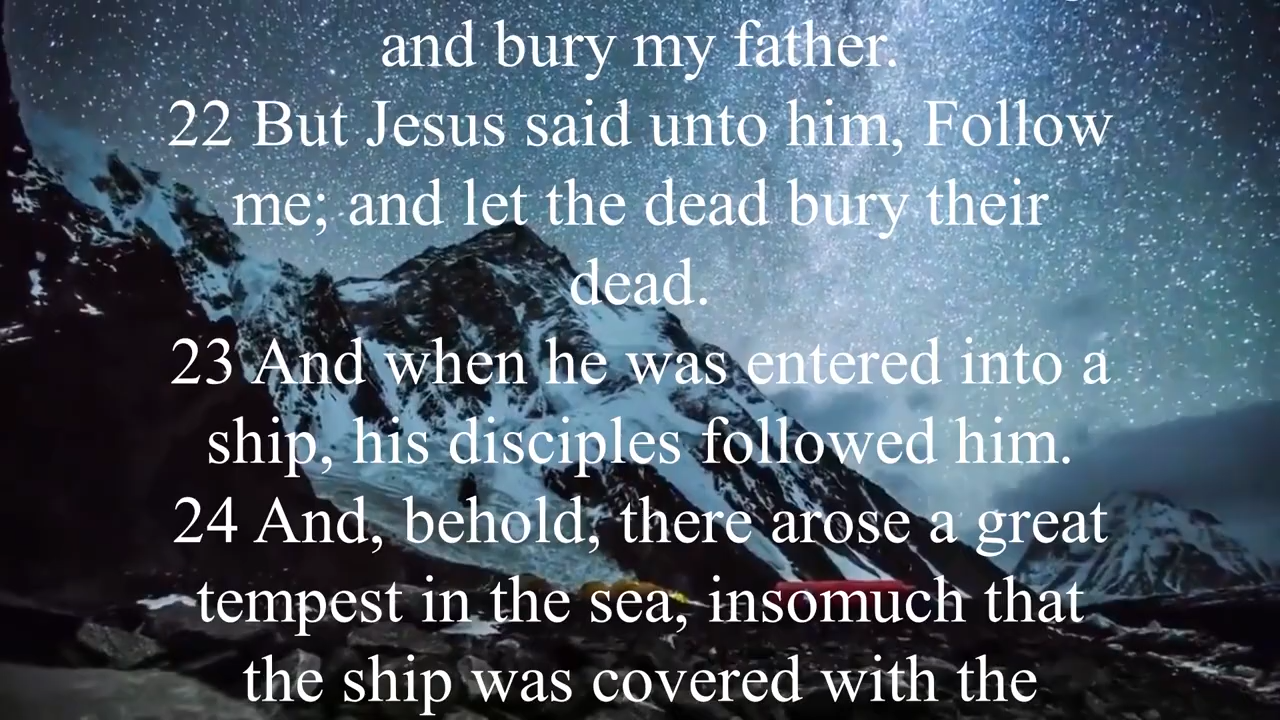 and bury my father.
22 But Jesus said unto him, Follow
me; and let the dead bury their
dead.
23 And when he was entered into a
ship, his disciples followed him.
24 And, behold, there arose a great
tempest in the sea, insomuch that
the ship was covered with the